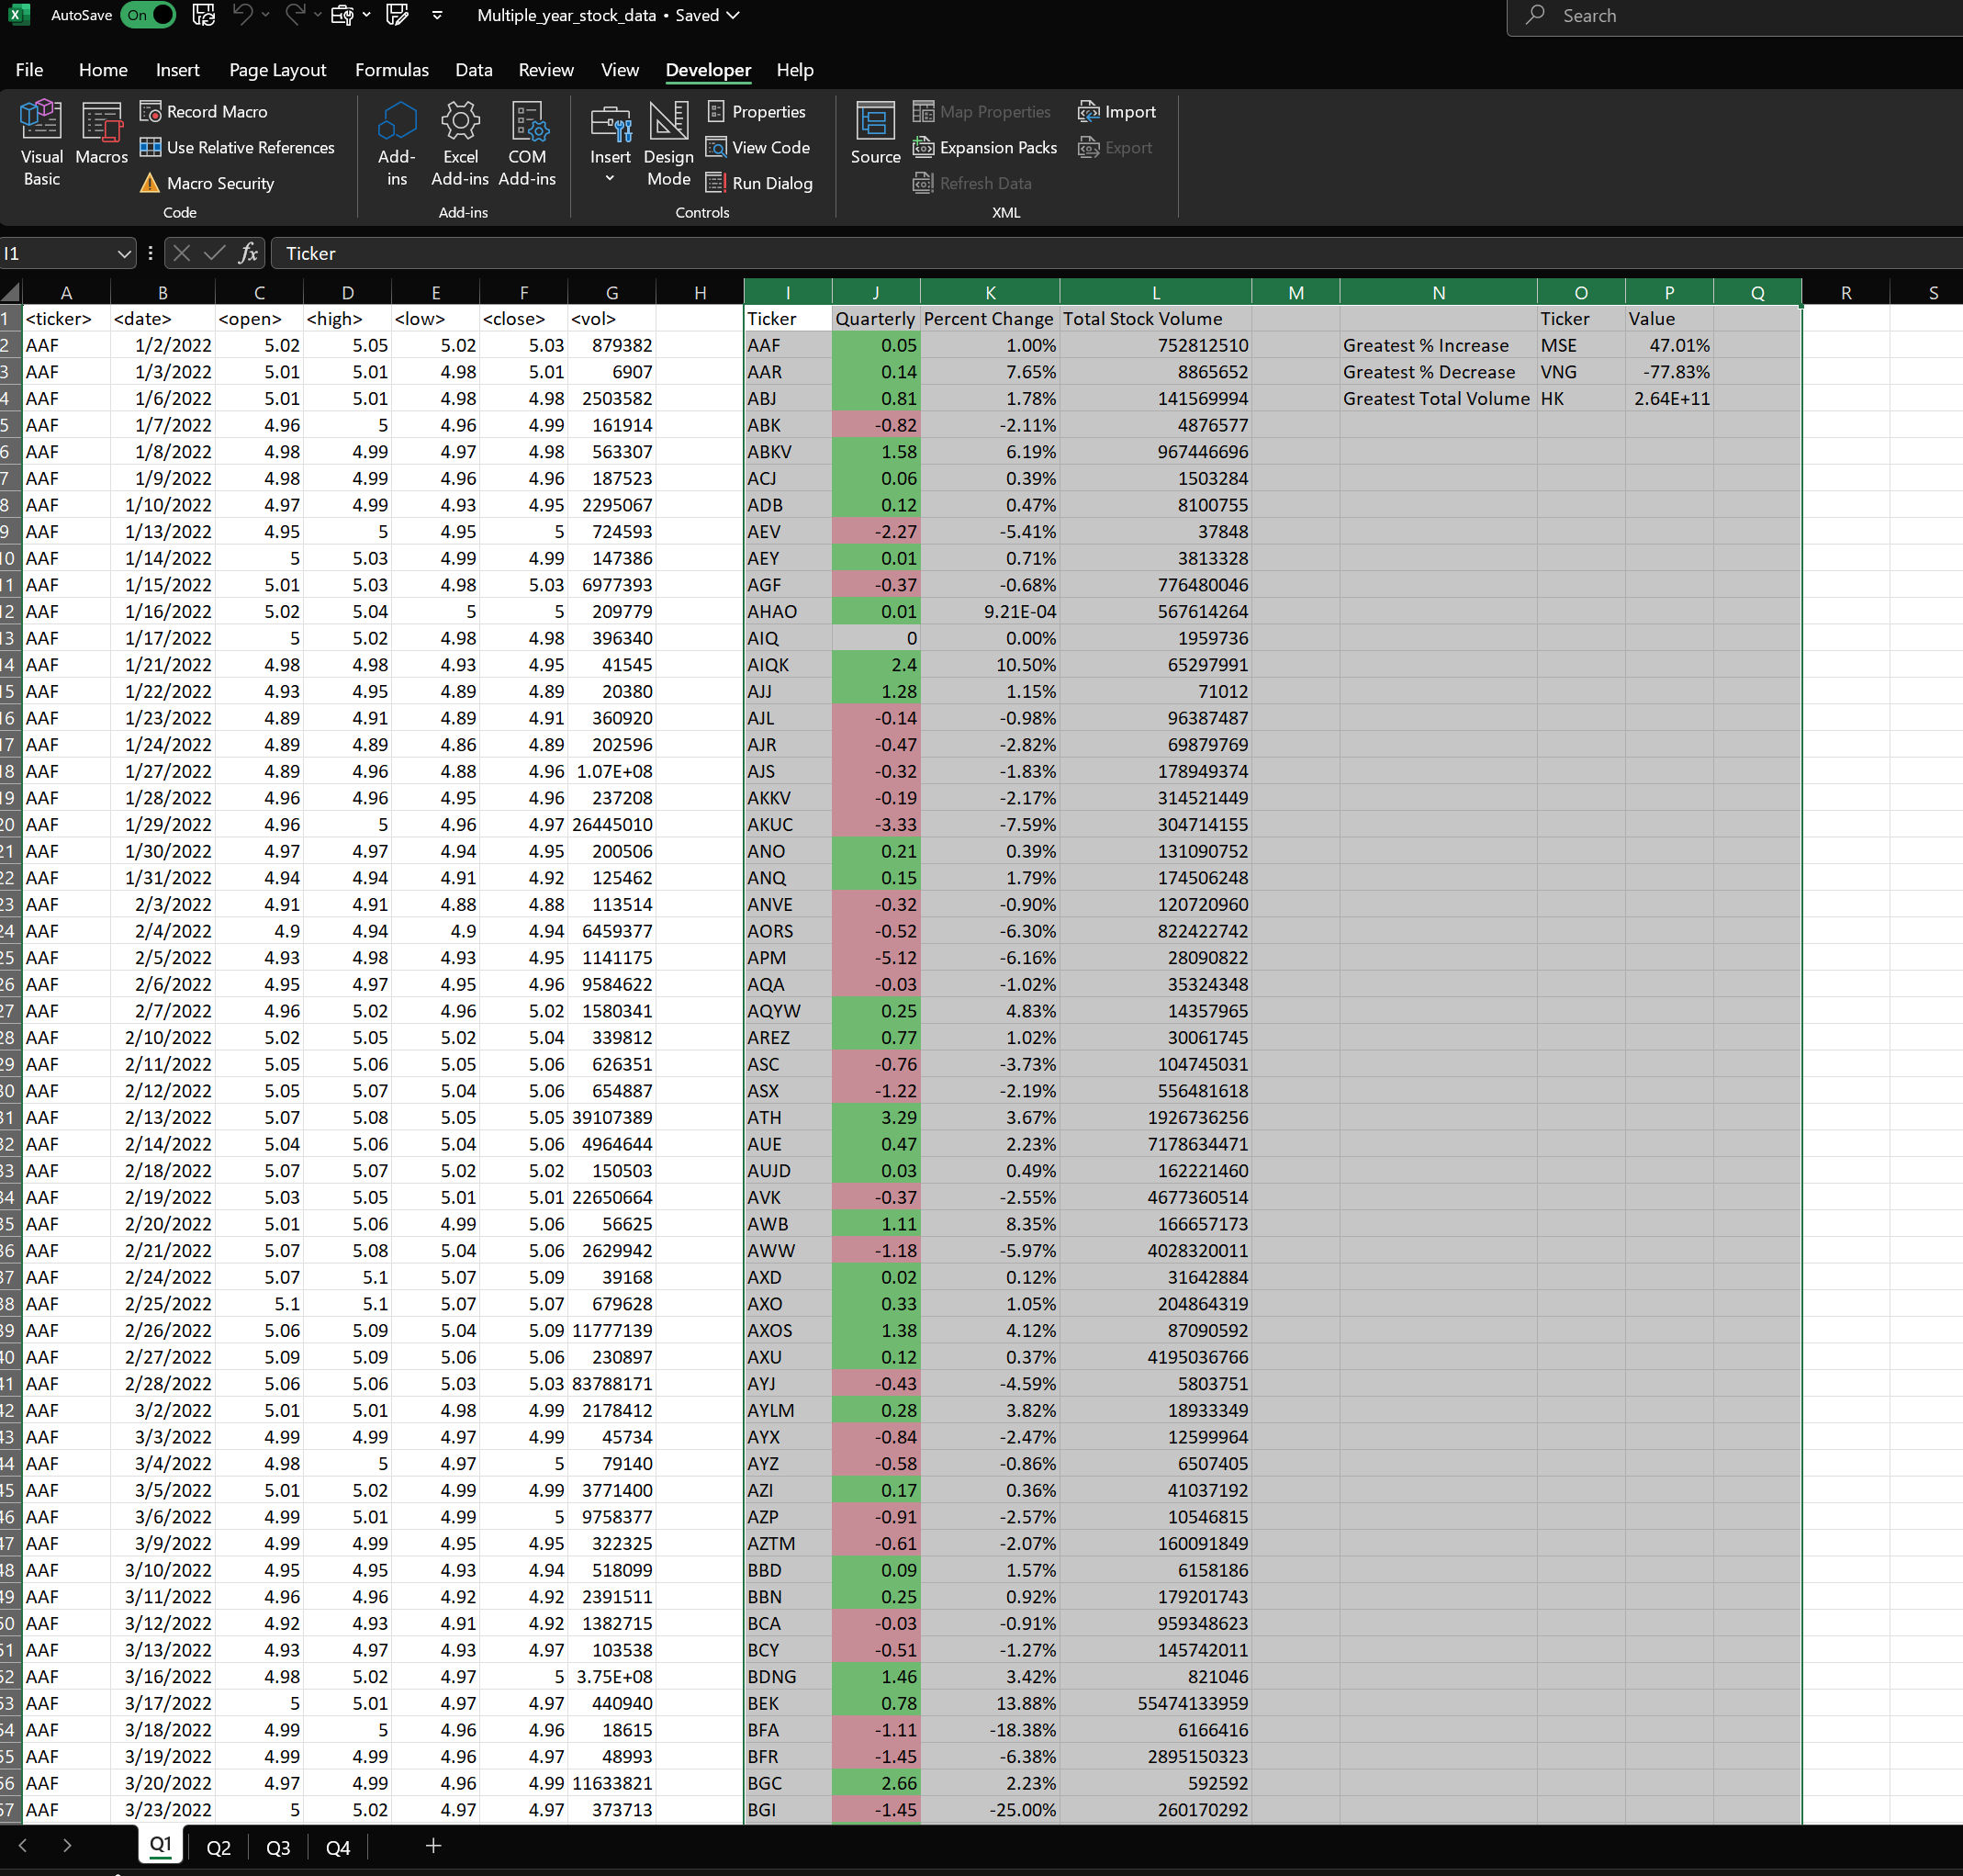 AutoSave On Multiple_year_stock_data • Saved Search
File Home Insert Page Layout Formulas Data Review View Developer Help
Visual Basic
Macros
Record Macro
Use Relative References
Macro Security
Code
Add-ins
Excel Add-ins
COM Add-ins
Add-ins
Insert
Design Mode
Properties
View Code
Run Dialog
Controls
Source
Map Properties
Expansion Packs
Refresh Data
Import
Export
XML
I1 fx Ticker
A B C D E F G H I J K L M N O P Q R S
1 <ticker> <date> <open> <high> <low> <close> <vol> Ticker Quarterly Percent Change Total Stock Volume Ticker Value
2 AAF 1/2/2022 5.02 5.05 5.02 5.03 879382 AAF 0.05 1.00% 752812510 Greatest % Increase MSE 47.01%
3 AAF 1/3/2022 5.01 5.01 4.98 5.01 6907 AAR 0.14 7.65% 8865652 Greatest % Decrease VNG -77.83%
4 AAF 1/6/2022 5.01 5.01 4.98 4.98 2503582 ABJ 0.81 1.78% 141569994 Greatest Total Volume HK 2.64E+11
5 AAF 1/7/2022 4.96 5 4.96 4.99 161914 ABK -0.82 -2.11% 4876577
6 AAF 1/8/2022 4.98 4.99 4.97 4.98 563307 ABKV 1.58 6.19% 967446696
7 AAF 1/9/2022 4.98 4.99 4.96 4.96 187523 ACJ 0.06 0.39% 1503284
8 AAF 1/10/2022 4.97 4.99 4.93 4.95 2295067 ADB 0.12 0.47% 8100755
9 AAF 1/13/2022 4.95 5 4.95 5 724593 AEV -2.27 -5.41% 37848
10 AAF 1/14/2022 5 5.03 4.99 4.99 147386 AEY 0.01 0.71% 3813328
11 AAF 1/15/2022 5.01 5.03 4.98 5.03 6977393 AGF -0.37 -0.68% 776480046
12 AAF 1/16/2022 5.02 5.04 5 5 209779 AHAO 0.01 9.21E-04 567614264
13 AAF 1/17/2022 5 5.02 4.98 4.98 396340 AIQ 0 0.00% 1959736
14 AAF 1/21/2022 4.98 4.98 4.93 4.95 41545 AIQK 2.4 10.50% 65297991
15 AAF 1/22/2022 4.93 4.95 4.89 4.89 20380 AJJ 1.28 1.15% 71012
16 AAF 1/23/2022 4.89 4.91 4.89 4.91 360920 AJL -0.14 -0.98% 96387487
17 AAF 1/24/2022 4.89 4.89 4.86 4.89 202596 AJR -0.47 -2.82% 69879769
18 AAF 1/27/2022 4.89 4.96 4.88 4.96 1.07E+08 AJS -0.32 -1.83% 178949374
19 AAF 1/28/2022 4.96 4.96 4.95 4.96 237208 AKKV -0.19 -2.17% 314521449
20 AAF 1/29/2022 4.96 5 4.96 4.97 26445010 AKUC -3.33 -7.59% 304714155
21 AAF 1/30/2022 4.97 4.97 4.94 4.95 200506 ANO 0.21 0.39% 131090752
22 AAF 1/31/2022 4.94 4.94 4.91 4.92 125462 ANQ 0.15 1.79% 174506248
23 AAF 2/3/2022 4.91 4.91 4.88 4.88 113514 ANVE -0.32 -0.90% 120720960
24 AAF 2/4/2022 4.9 4.94 4.9 4.94 6459377 AORS -0.52 -6.30% 822422742
25 AAF 2/5/2022 4.93 4.98 4.93 4.95 1141175 APM -5.12 -6.16% 28090822
26 AAF 2/6/2022 4.95 4.97 4.95 4.96 9584622 AQA -0.03 -1.02% 35324348
27 AAF 2/7/2022 4.96 5.02 4.96 5.02 1580341 AQYW 0.25 4.83% 14357965
28 AAF 2/10/2022 5.02 5.05 5.02 5.04 339812 AREZ 0.77 1.02% 30061745
29 AAF 2/11/2022 5.05 5.06 5.05 5.06 626351 ASC -0.76 -3.73% 104745031
30 AAF 2/12/2022 5.05 5.07 5.04 5.06 654887 ASX -1.22 -2.19% 556481618
31 AAF 2/13/2022 5.07 5.08 5.05 5.05 39107389 ATH 3.29 3.67% 1926736256
32 AAF 2/14/2022 5.04 5.06 5.04 5.06 4964644 AUE 0.47 2.23% 7178634471
33 AAF 2/18/2022 5.07 5.07 5.02 5.02 150503 AUJD 0.03 0.49% 162221460
34 AAF 2/19/2022 5.03 5.05 5.01 5.01 22650664 AVK -0.37 -2.55% 4677360514
35 AAF 2/20/2022 5.01 5.06 4.99 5.06 56625 AWB 1.11 8.35% 166657173
36 AAF 2/21/2022 5.07 5.08 5.04 5.06 2629942 AWW -1.18 -5.97% 4028320011
37 AAF 2/24/2022 5.07 5.1 5.07 5.09 39168 AXD 0.02 0.12% 31642884
38 AAF 2/25/2022 5.1 5.1 5.07 5.07 679628 AXO 0.33 1.05% 204864319
39 AAF 2/26/2022 5.06 5.09 5.04 5.09 11777139 AXOS 1.38 4.12% 87090592
40 AAF 2/27/2022 5.09 5.09 5.06 5.06 230897 AXU 0.12 0.37% 4195036766
41 AAF 2/28/2022 5.06 5.06 5.03 5.03 83788171 AYJ -0.43 -4.59% 5803751
42 AAF 3/2/2022 5.01 5.01 4.98 4.99 2178412 AYLM 0.28 3.82% 18933349
43 AAF 3/3/2022 4.99 4.99 4.97 4.99 45734 AYX -0.84 -2.47% 12599964
44 AAF 3/4/2022 4.98 5 4.97 5 79140 AYZ -0.58 -0.86% 6507405
45 AAF 3/5/2022 5.01 5.02 4.99 4.99 3771400 AZI 0.17 0.36% 41037192
46 AAF 3/6/2022 4.99 5.01 4.99 5 9758377 AZP -0.91 -2.57% 10546815
47 AAF 3/9/2022 4.99 4.99 4.95 4.95 322325 AZTM -0.61 -2.07% 160091849
48 AAF 3/10/2022 4.95 4.95 4.93 4.94 518099 BBD 0.09 1.57% 6158186
49 AAF 3/11/2022 4.96 4.96 4.92 4.92 2391511 BBN 0.25 0.92% 179201743
50 AAF 3/12/2022 4.92 4.93 4.91 4.92 1382715 BCA -0.03 -0.91% 959348623
51 AAF 3/13/2022 4.93 4.97 4.93 4.97 103538 BCY -0.51 -1.27% 145742011
52 AAF 3/16/2022 4.98 5.02 4.97 5 3.75E+08 BDNG 1.46 3.42% 821046
53 AAF 3/17/2022 5 5.01 4.97 4.97 440940 BEK 0.78 13.88% 55474133959
54 AAF 3/18/2022 4.99 5 4.96 4.96 18615 BFA -1.11 -18.38% 6166416
55 AAF 3/19/2022 4.99 4.99 4.96 4.97 48993 BFR -1.45 -6.38% 2895150323
56 AAF 3/20/2022 4.97 4.99 4.96 4.99 11633821 BGC 2.66 2.23% 592592
57 AAF 3/23/2022 5 5.02 4.97 4.97 373713 BGI -1.45 -25.00% 260170292
Q1 Q2 Q3 Q4 +